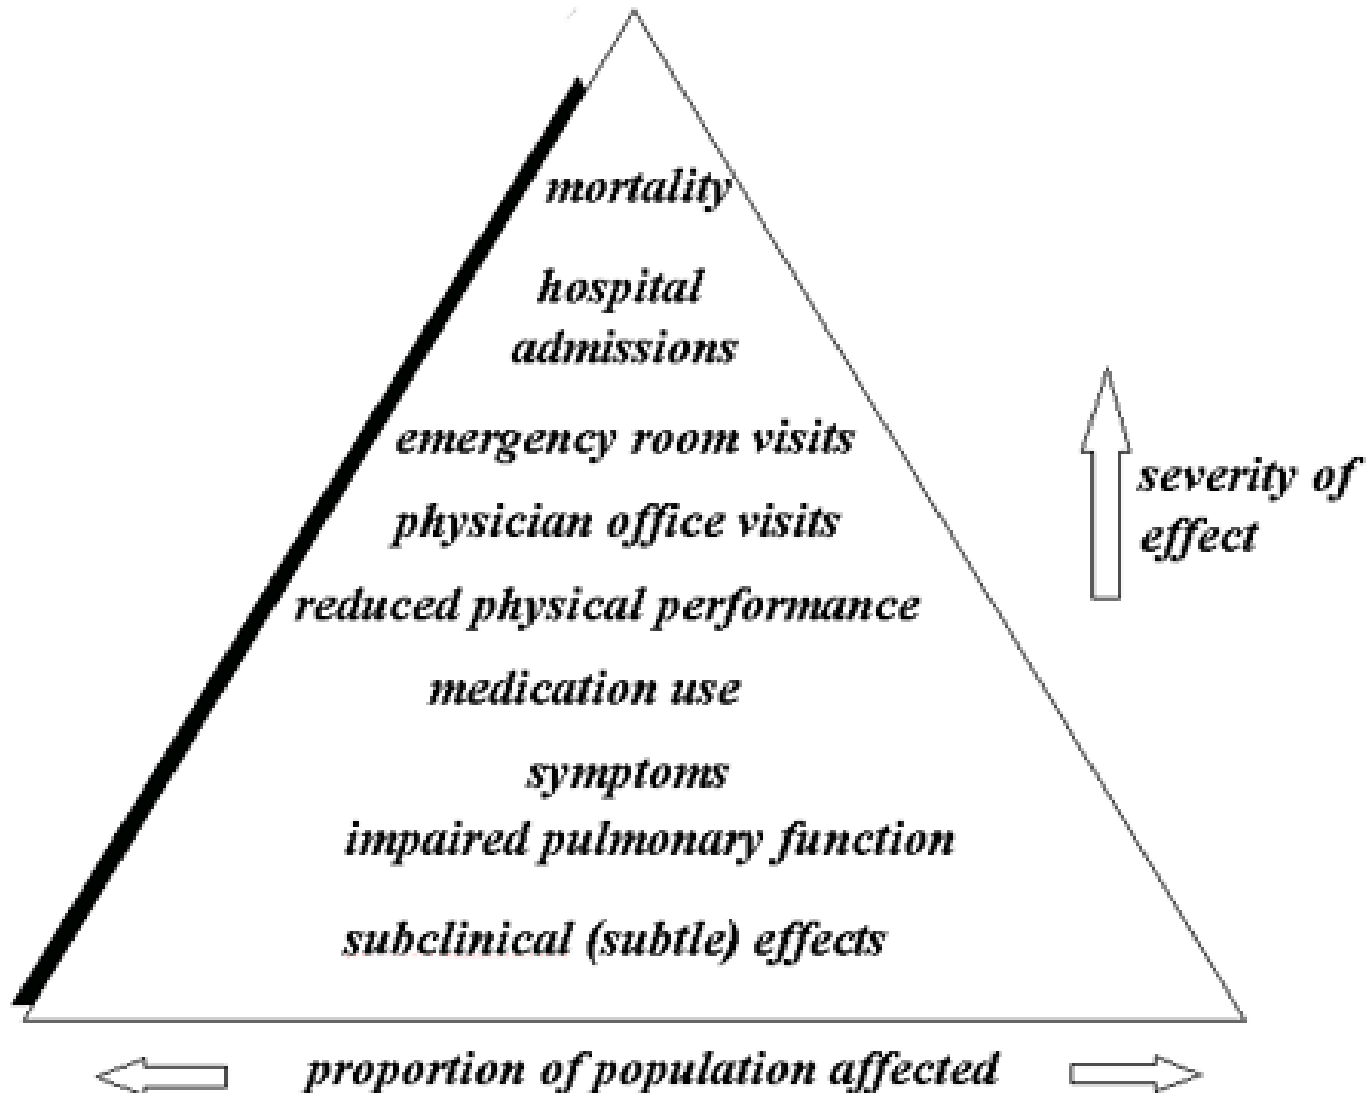 mortality
hospital
admissions
emergency room visits
physician office visits
reduced physical performance
medication use
symptoms
impaired pulmonary function
subclinical (subtle) effects
severity of
effect
proportion of population affected